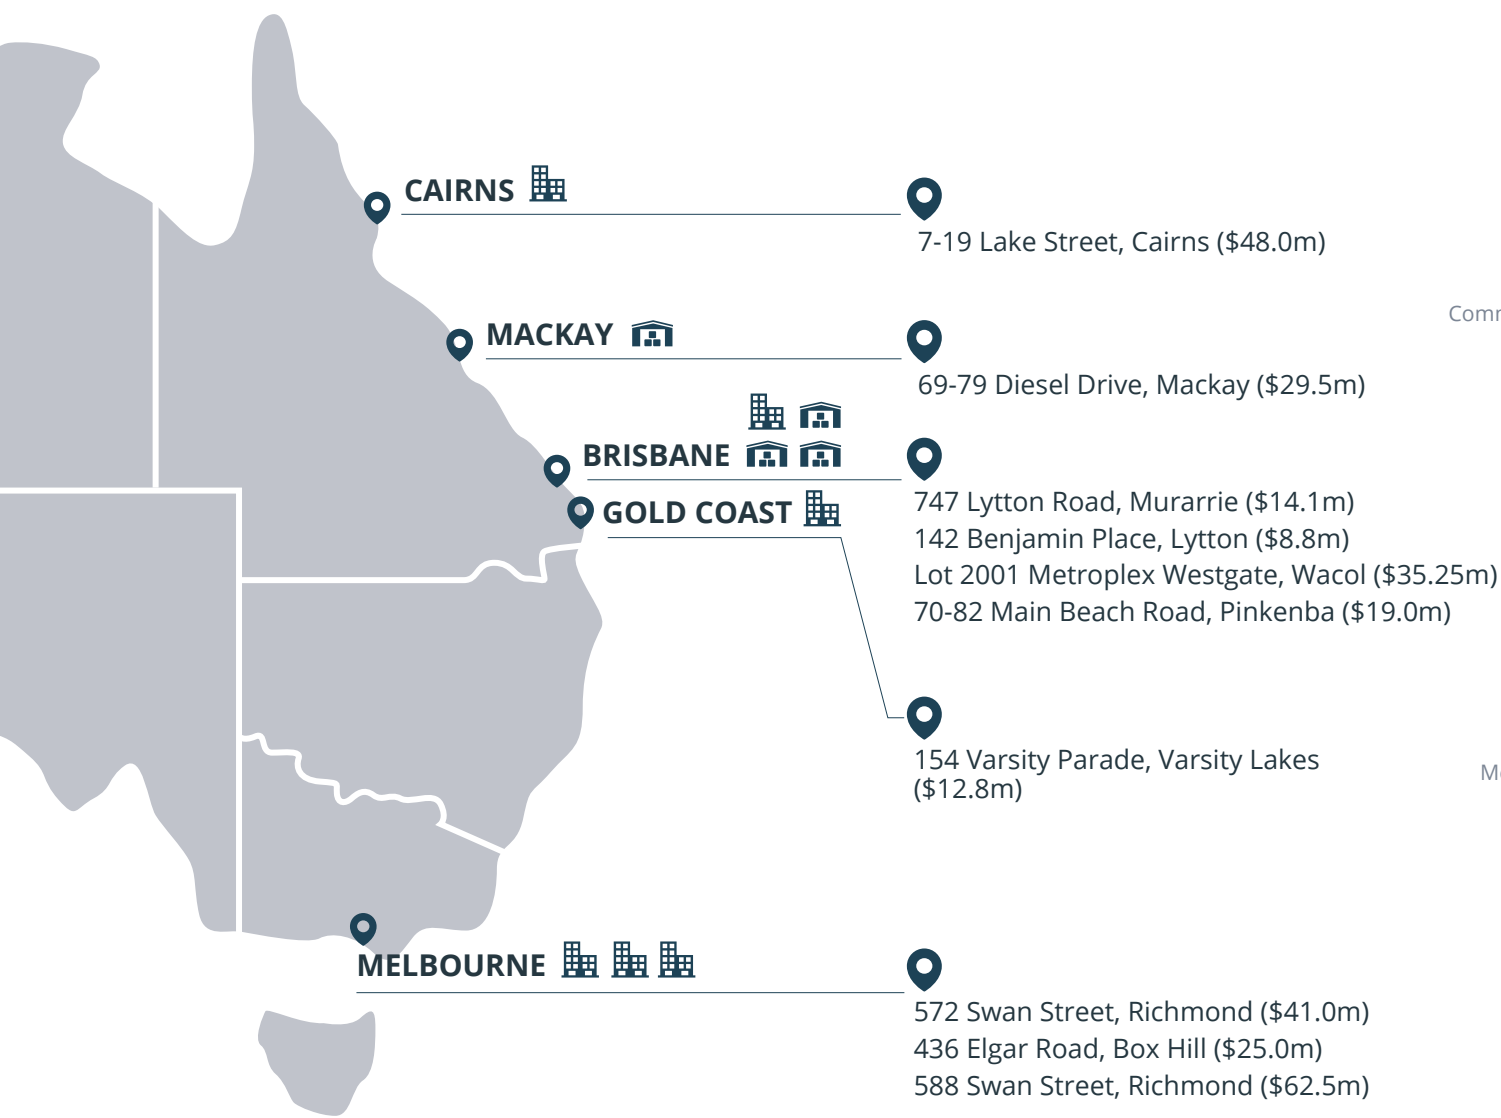 CAIRNS
7-19 Lake Street, Cairns ($48.0m)
MACKAY
69-79 Diesel Drive, Mackay ($29.5m)
BRISBANE
747 Lytton Road, Murarrie ($14.1m)
142 Benjamin Place, Lytton ($8.8m)
Lot 2001 Metroplex Westgate, Wacol ($35.25m)
70-82 Main Beach Road, Pinkenba ($19.0m)
GOLD COAST
154 Varsity Parade, Varsity Lakes
($12.8m)
MELBOURNE
572 Swan Street, Richmond ($41.0m)
436 Elgar Road, Box Hill ($25.0m)
588 Swan Street, Richmond ($62.5m)